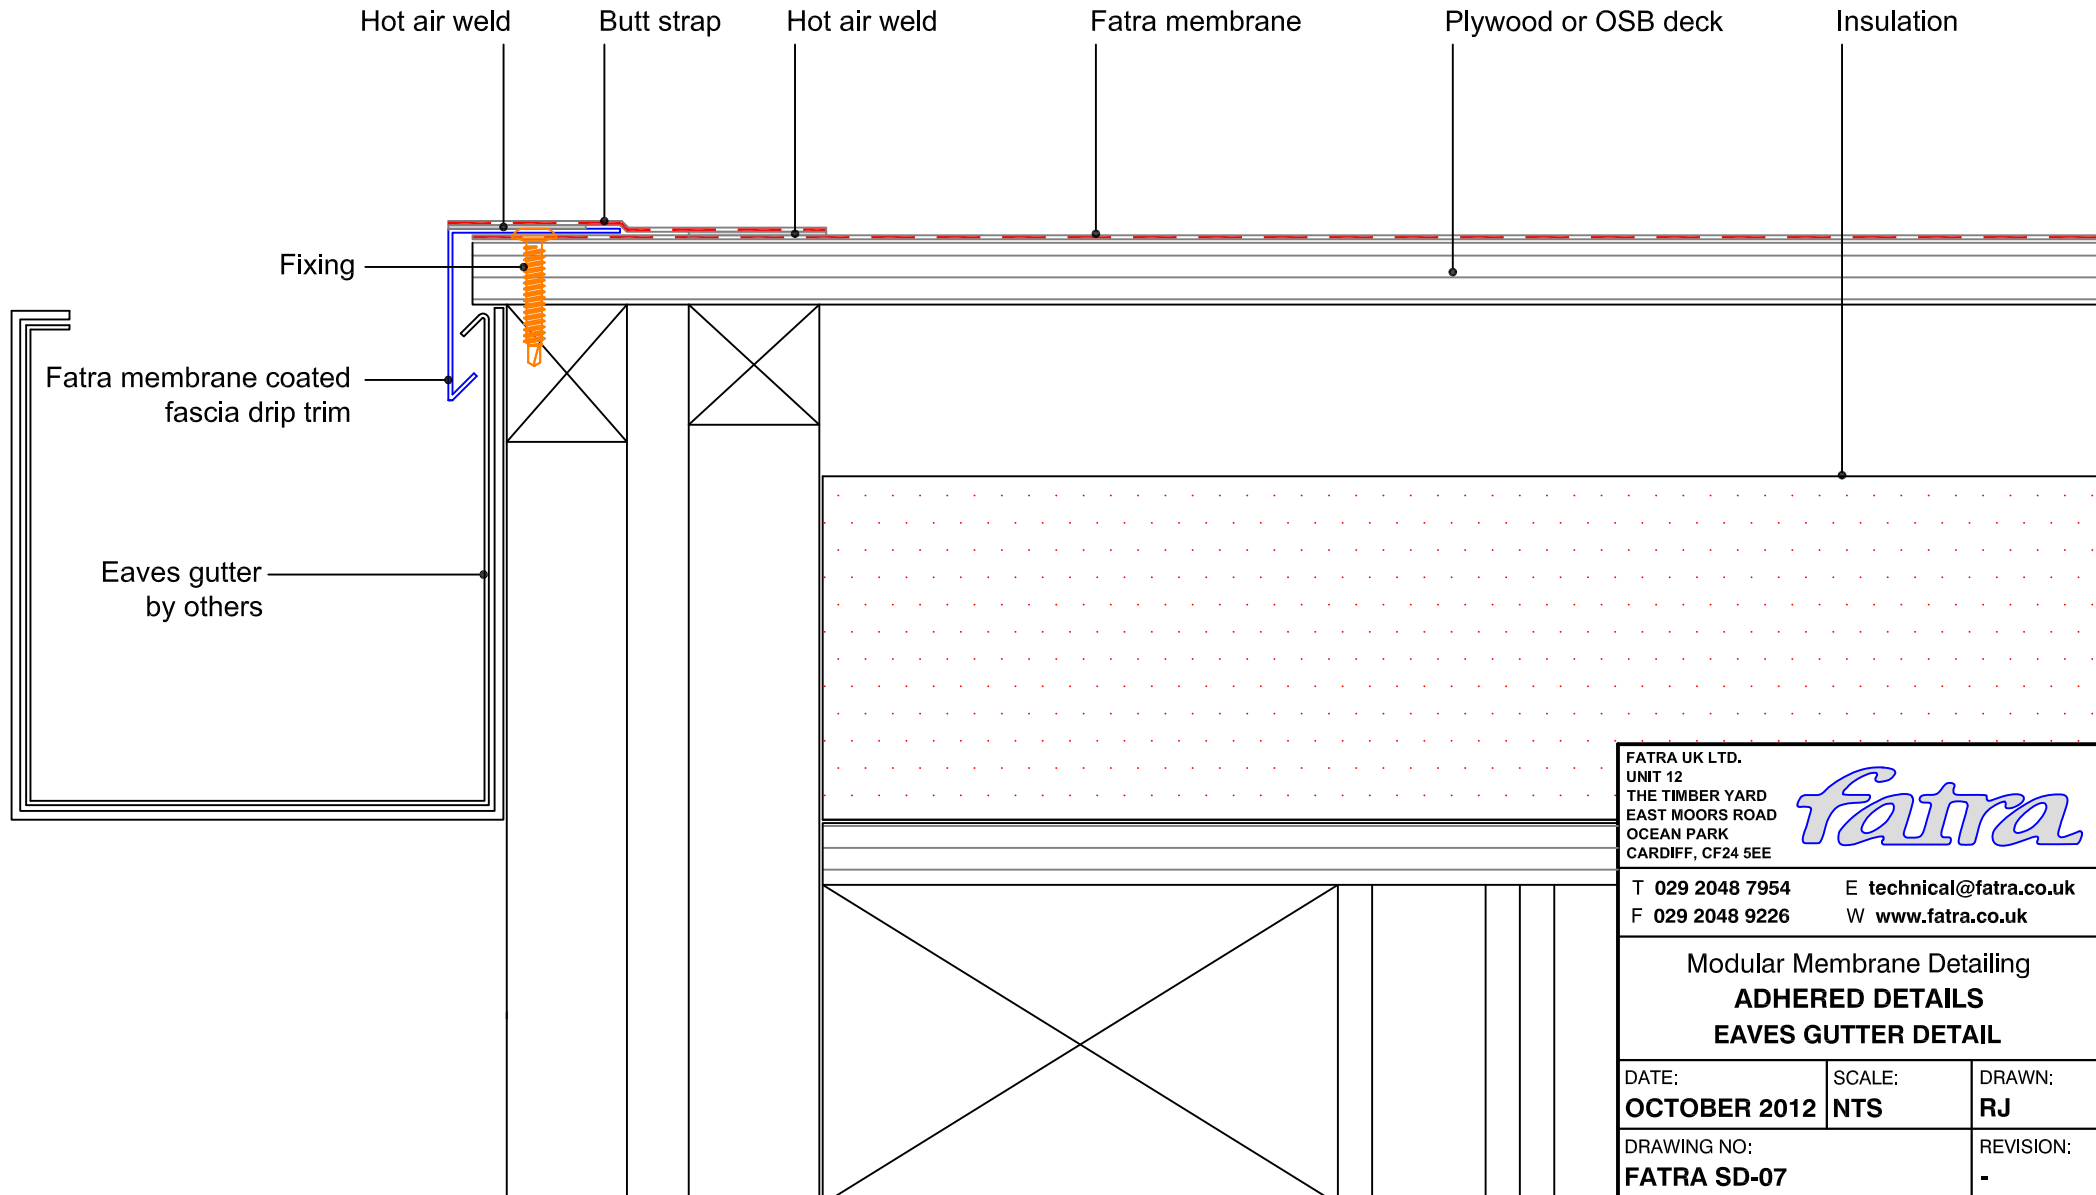 Hot air weld Butt strap Hot air weld Fatra membrane Plywood or OSB deck Insulation
Fixing
Fatra membrane coated
fascia drip trim
Eaves gutter
by others
FATRA UK LTD.
UNIT 12
THE TIMBER YARD
EAST MOORS ROAD
OCEAN PARK
CARDIFF, CF24 5EE
fatra
T 029 2048 7954 E technical@fatra.co.uk
F 029 2048 9226 W www.fatra.co.uk
Modular Membrane Detailing
ADHERED DETAILS
EAVES GUTTER DETAIL
DATE: SCALE: DRAWN:
OCTOBER 2012 NTS RJ
DRAWING NO: REVISION:
FATRA SD-07 -